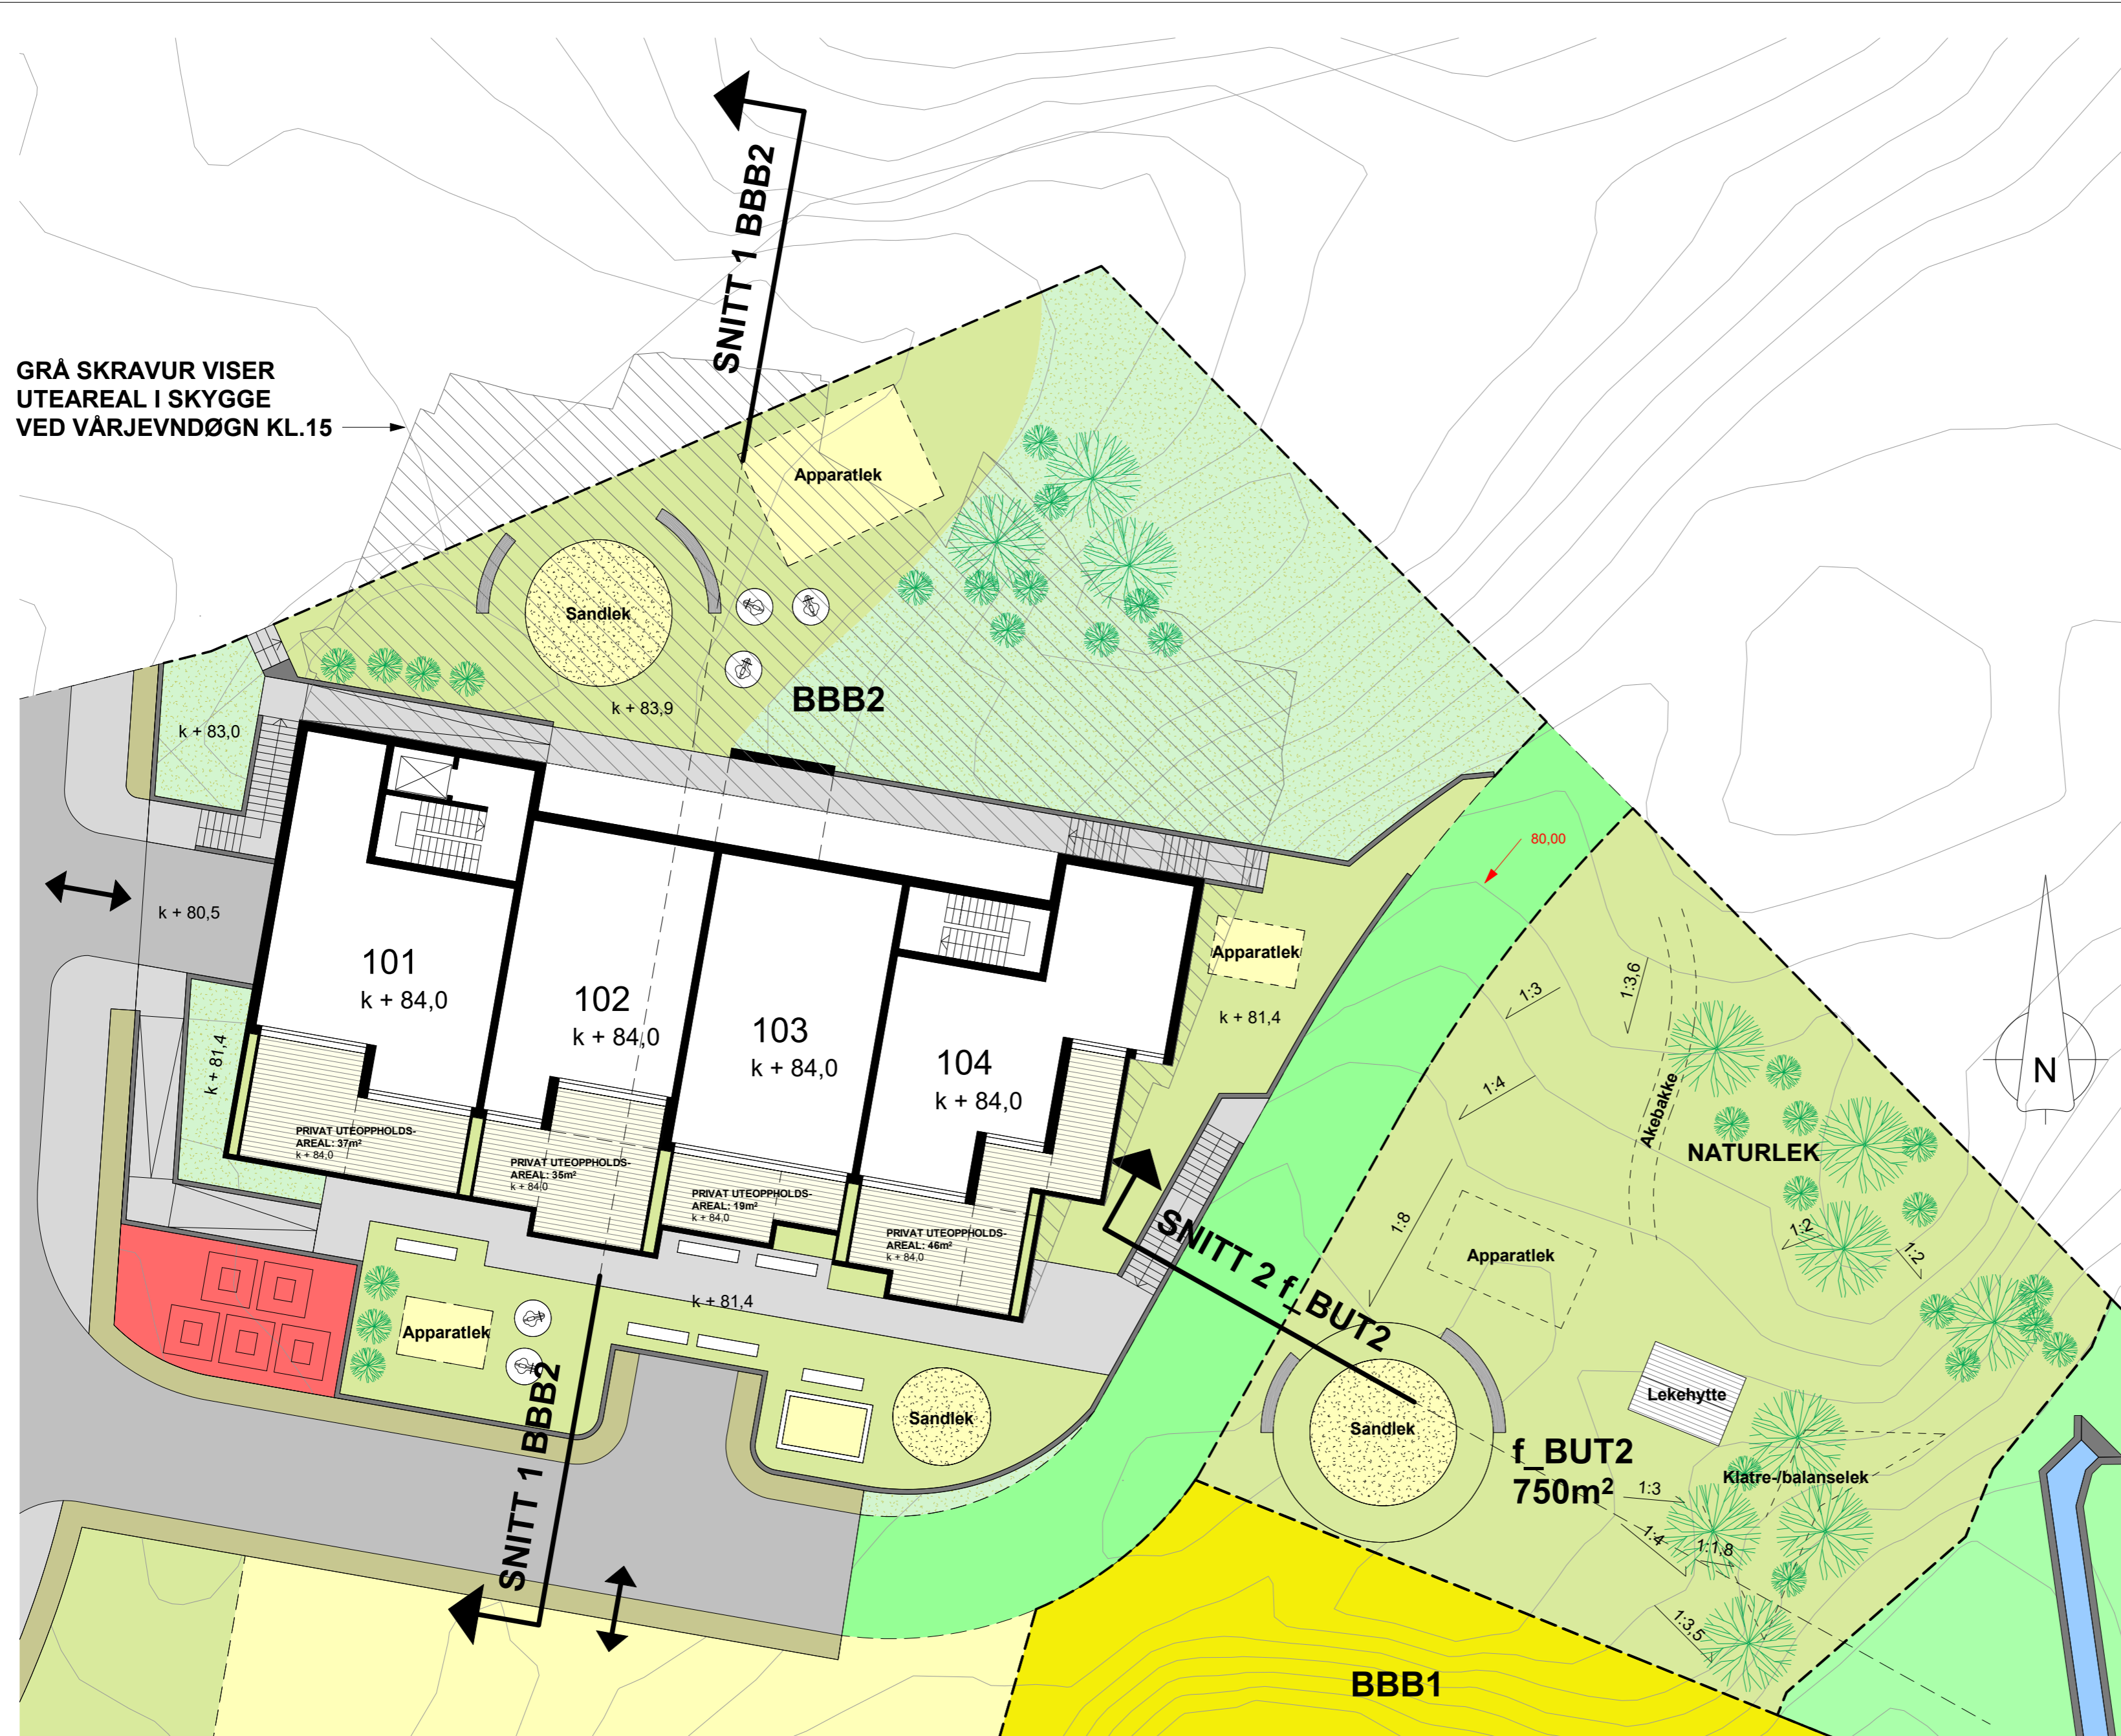 SNITT 1 BBB2
GRÅ SKRAVUR VISER
UTEAREAL I SKYGGE
VED VÅRJEVNDØGN KL.15
Apparatlek
Sandlek
BBB2
k + 83,9
k + 83,0
80,00
k + 80,5
101
k + 84,0
102
k + 84,0
103
k + 84,0
104
k + 84,0
Apparatlek
k + 81,4
k + 81,4
1:3
1:3,6
1:4
Akebakke
NATURLEK
N
PRIVAT UTEOPPHOLDS-
AREAL: 37m²
k + 84,0
PRIVAT UTEOPPHOLDS-
AREAL: 35m²
k + 84,0
PRIVAT UTEOPPHOLDS-
AREAL: 19m²
k + 84,0
PRIVAT UTEOPPHOLDS-
AREAL: 46m²
k + 84,0
1:8
1:2
1:2
SNITT 2 f_BUT2
Apparatlek
k + 81,4
Apparatlek
Lekehytte
Sandlek
Sandlek
f_BUT2
750m²
Klatre-/balanselek
1:3
1:4
1:1,8
1:3,5
SNITT 1 BBB2
BBB1